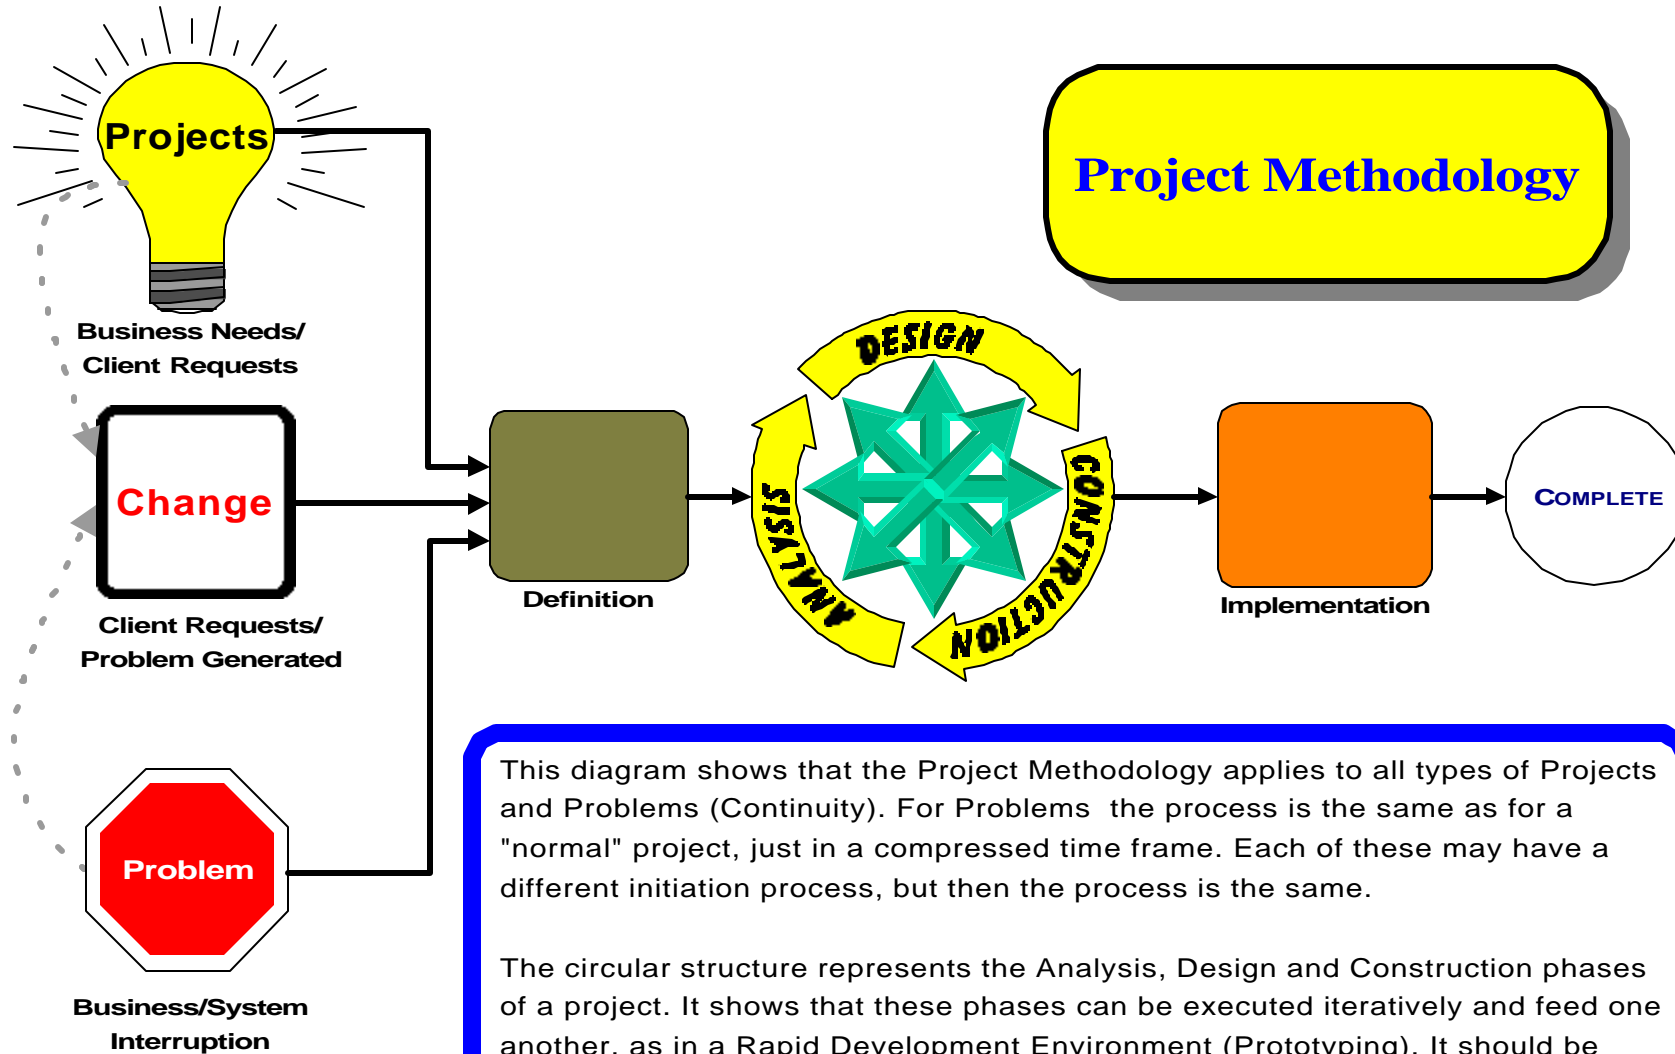 Projects
Project Methodology
Business Needs/
Client Requests
DESIGN
Change
ANALYSIS
CONSTRUCTION
COMPLETE
Definition
Implementation
Client Requests/
Problem Generated
Problem
Business/System
Interruption
This diagram shows that the Project Methodology applies to all types of Projects
and Problems (Continuity). For Problems  the process is the same as for a
"normal" project, just in a compressed time frame. Each of these may have a
different initiation process, but then the process is the same.
The circular structure represents the Analysis, Design and Construction phases
of a project. It shows that these phases can be executed iteratively and feed one
another, as in a Rapid Development Environment (Prototyping). It should be